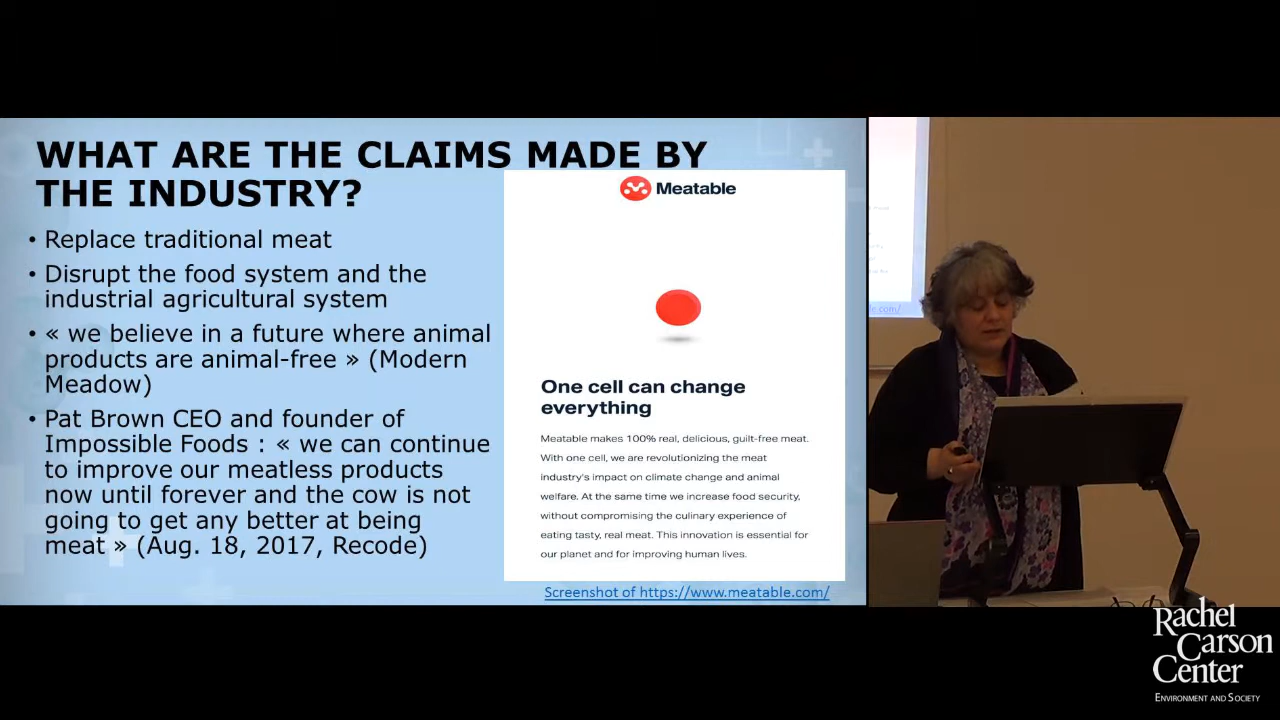 WHAT ARE THE CLAIMS MADE BY
THE INDUSTRY?
• Replace traditional meat
• Disrupt the food system and the
industrial agricultural system
• « we believe in a future where animal
products are animal-free » (Modern
Meadow)
• Pat Brown CEO and founder of
Impossible Foods : « we can continue
to improve our meatless products
now until forever and the cow is not
going to get any better at being
meat » (Aug. 18, 2017, Recode)
Meatable
One cell can change
everything
Meatable makes 100% real, delicious, guilt-free meat.
With one cell, we are revolutionizing the meat
industry's impact on climate change and animal
welfare. At the same time we increase food security,
without compromising the culinary experience of
eating tasty, real meat. This innovation is essential for
our planet and for improving human lives.
Screenshot of https://www.meatable.com/
Rachel
Carson
Center
ENVIRONMENT AND SOCIETY